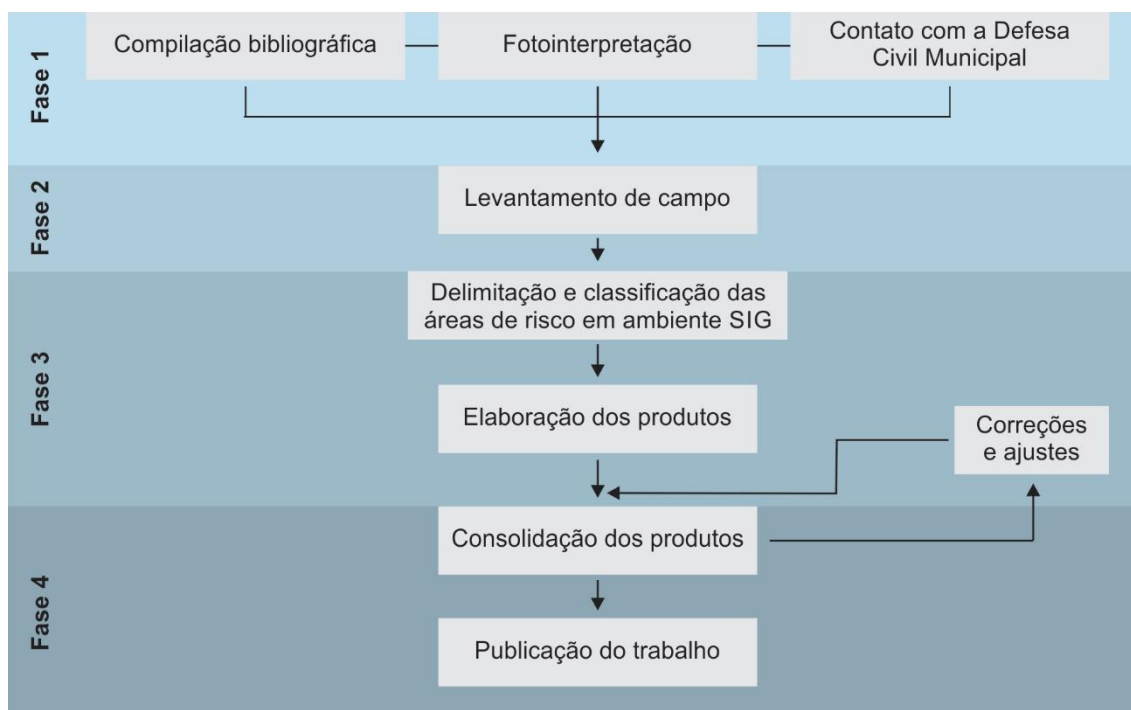 Fase 1
Compilação bibliográfica
Fotointerpretação
Contato com a Defesa
Civil Municipal
Fase 2
Levantamento de campo
Fase 3
Delimitação e classificação das
áreas de risco em ambiente SIG
Elaboração dos produtos
Correções
e ajustes
Fase 4
Consolidação dos produtos
Publicação do trabalho